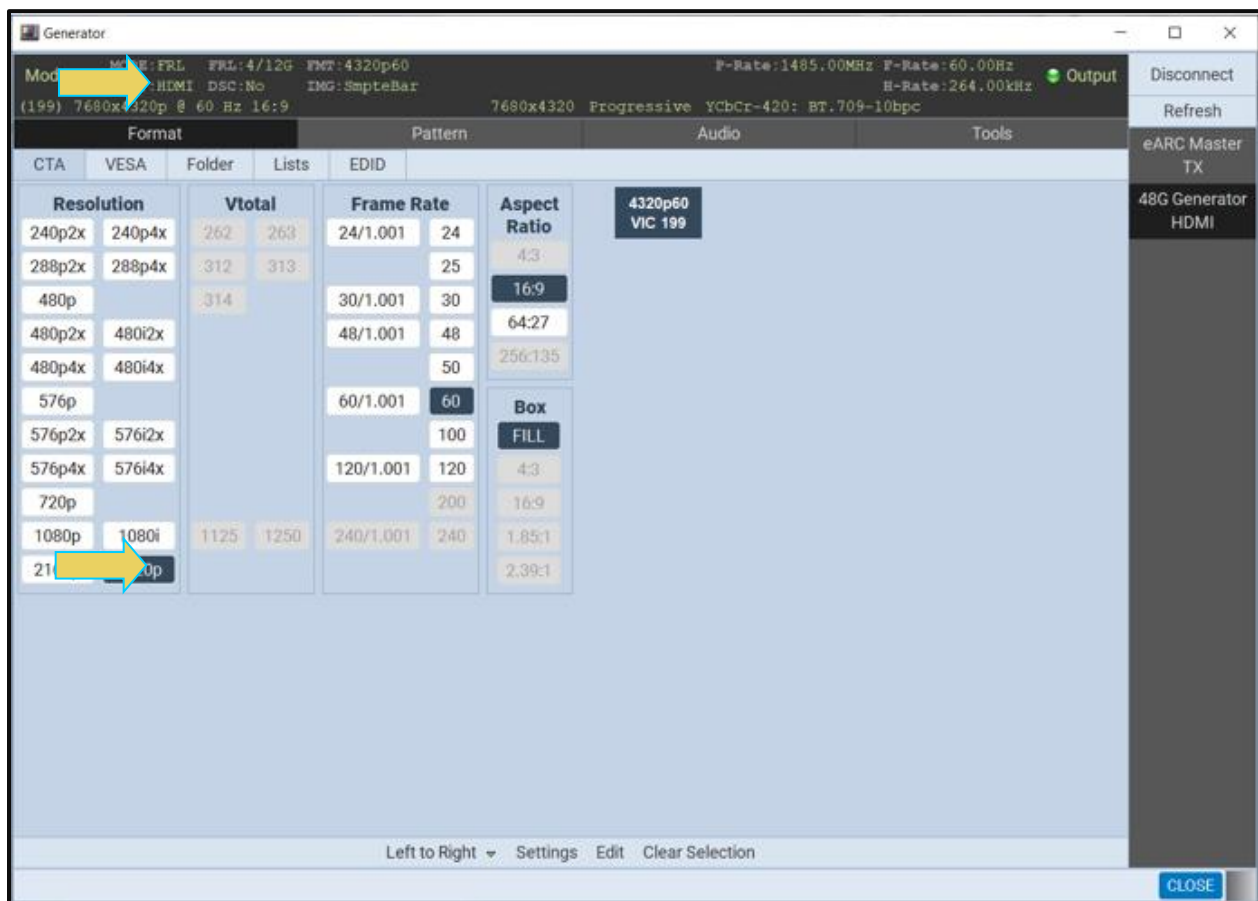 Generator
MODE:FRL FRL:4/12G FMT:4320p60 P-Rate:1485.00MHz F-Rate:60.00Hz
:HDMI DSC:No IMG:SmpteBar H-Rate:264.00kHz Output
(199) 7680x4320p @ 60 Hz 16:9 7680x4320 Progressive YCbCr-420: BT.709-10bpc
Disconnect
Refresh
Format Pattern Audio Tools
eARC Master
TX
48G Generator
HDMI
CTA VESA Folder Lists EDID
Resolution
240p2x 240p4x
288p2x 288p4x
480p
480p2x 480i2x
480p4x 480i4x
576p
576p2x 576i2x
576p4x 576i4x
720p
1080p 1080i
Vtotal
262 263
312 313
314
1125 1250
Frame Rate
24/1.001 24
25
30/1.001 30
48/1.001 48
50
60/1.001 60
100
120/1.001 120
200
240/1.001 240
Aspect
Ratio
4:3
16:9
64:27
256:135
Box
FILL
4:3
16:9
1.85:1
2.39:1
4320p60
VIC 199
Left to Right Settings Edit Clear Selection
CLOSE